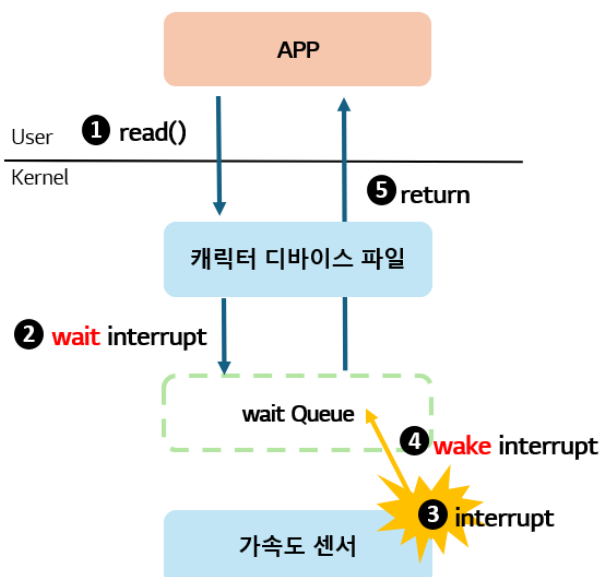 APP
❶ read()
User
Kernel
❺ return
캐릭터 디바이스 파일
❷ wait interrupt
wait Queue
❹ wake interrupt
❸ interrupt
가속도 센서